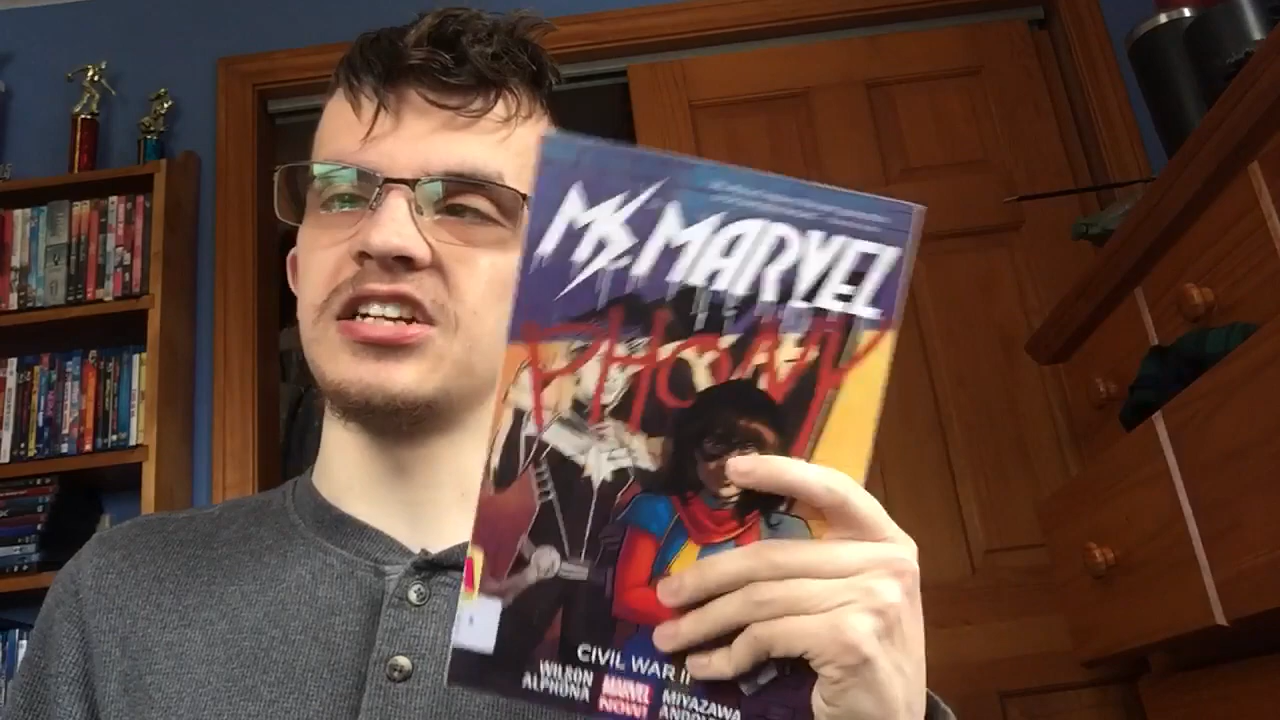 MS. MARVEL
PHONY
CIVIL WAR II
WILSON
ALPHONA
MARVEL
NOW!
MIYAZAWA